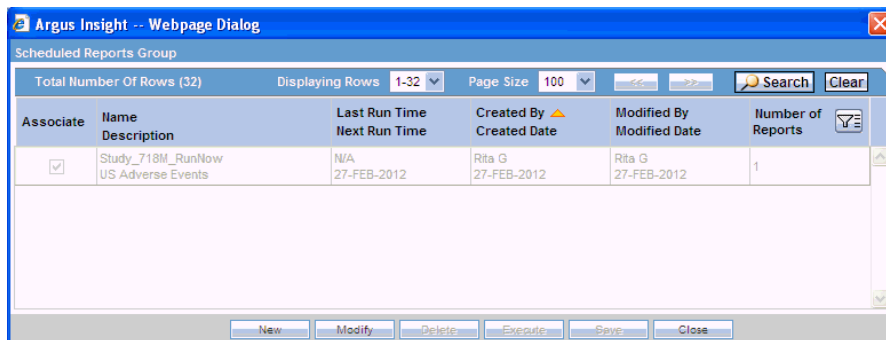 Argus Insight -- Webpage Dialog
Scheduled Reports Group
Total Number Of Rows (32) Displaying Rows 1-32 Page Size 100 << >> Search Clear
Associate Name Description Last Run Time Next Run Time Created By Created Date Modified By Modified Date Number of Reports
Study_718M_RunNow N/A Rita G Rita G 1
US Adverse Events 27-FEB-2012 27-FEB-2012 27-FEB-2012
New Modify Delete Execute Save Close